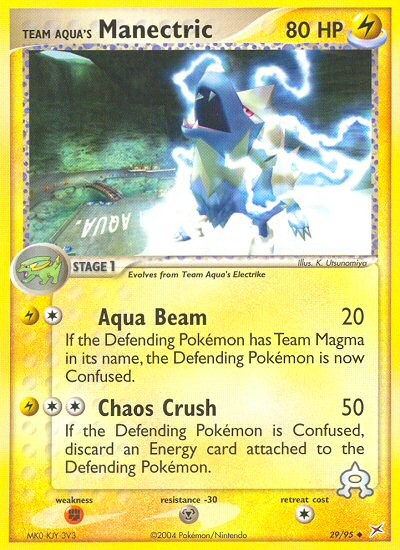 TEAM AQUA'S Manectric 80 HP
AQUA.
STAGE 1
Illus. K. Utsunomiya
Evolves from Team Aqua's Electrike
Aqua Beam 20
If the Defending Pokémon has Team Magma
in its name, the Defending Pokémon is now
Confused.
Chaos Crush 50
If the Defending Pokémon is Confused,
discard an Energy card attached to the
Defending Pokémon.
weakness resistance -30 retreat cost
MK0 KJY 3V3 ©2004 Pokémon/Nintendo 29/95